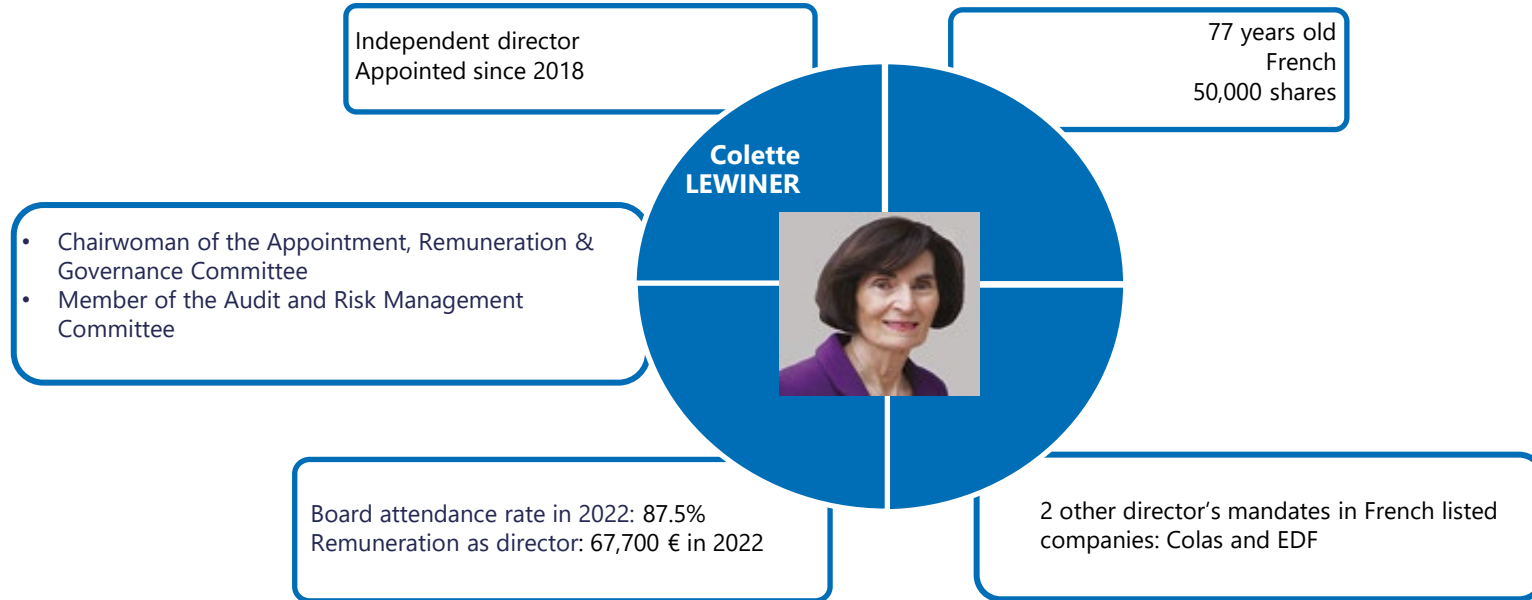 Independent director
Appointed since 2018
77 years old
French
50,000 shares
Colette
LEWINER
• Chairwoman of the Appointment, Remuneration &
Governance Committee
• Member of the Audit and Risk Management
Committee
Board attendance rate in 2022: 87.5%
Remuneration as director: 67,700 € in 2022
2 other director’s mandates in French listed
companies: Colas and EDF